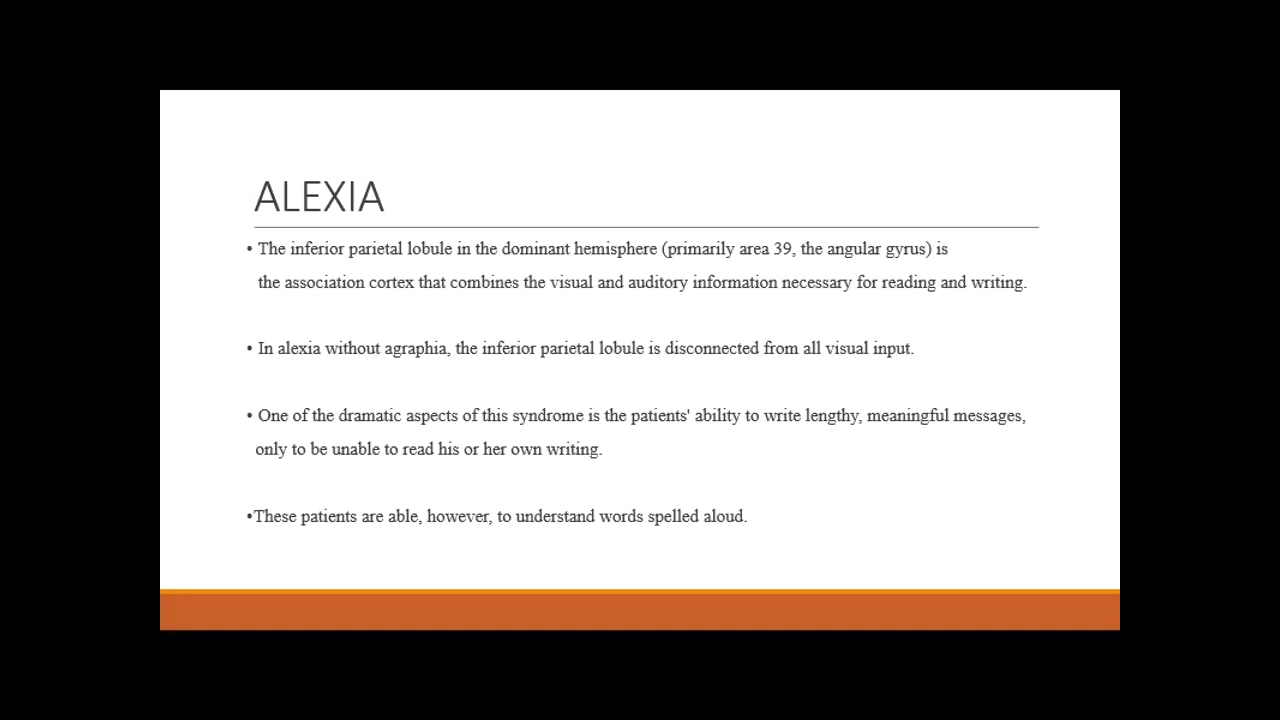 ALEXIA
• The inferior parietal lobule in the dominant hemisphere (primarily area 39, the angular gyrus) is
the association cortex that combines the visual and auditory information necessary for reading and writing.
• In alexia without agraphia, the inferior parietal lobule is disconnected from all visual input.
• One of the dramatic aspects of this syndrome is the patients' ability to write lengthy, meaningful messages,
only to be unable to read his or her own writing.
•These patients are able, however, to understand words spelled aloud.